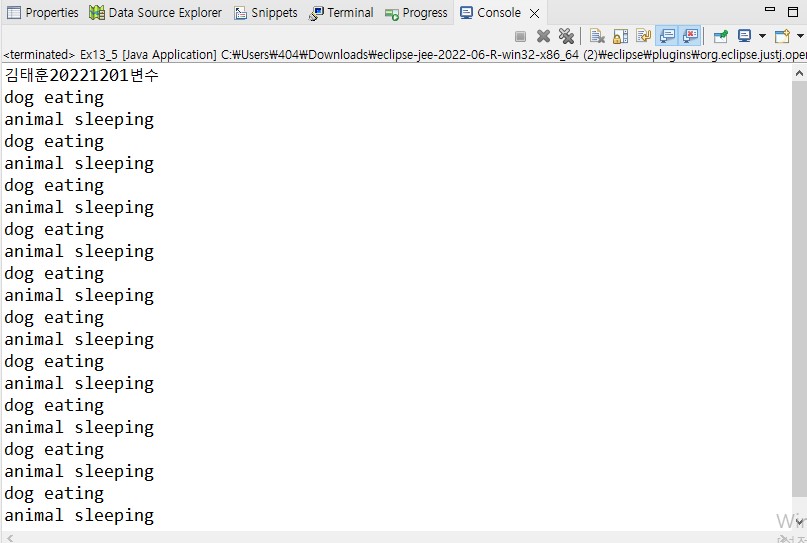 Properties Data Source Explorer Snippets Terminal Progress Console
<terminated> Ex13_5 [Java Application] C:₩Users₩404₩Downloads₩eclipse-jee-2022-06-R-win32-x86_64 (2)₩eclipse₩plugins₩org.eclipse.justj.oper
김태훈20221201변수
dog eating
animal sleeping
dog eating
animal sleeping
dog eating
animal sleeping
dog eating
animal sleeping
dog eating
animal sleeping
dog eating
animal sleeping
dog eating
animal sleeping
dog eating
animal sleeping
dog eating
animal sleeping
dog eating
animal sleeping